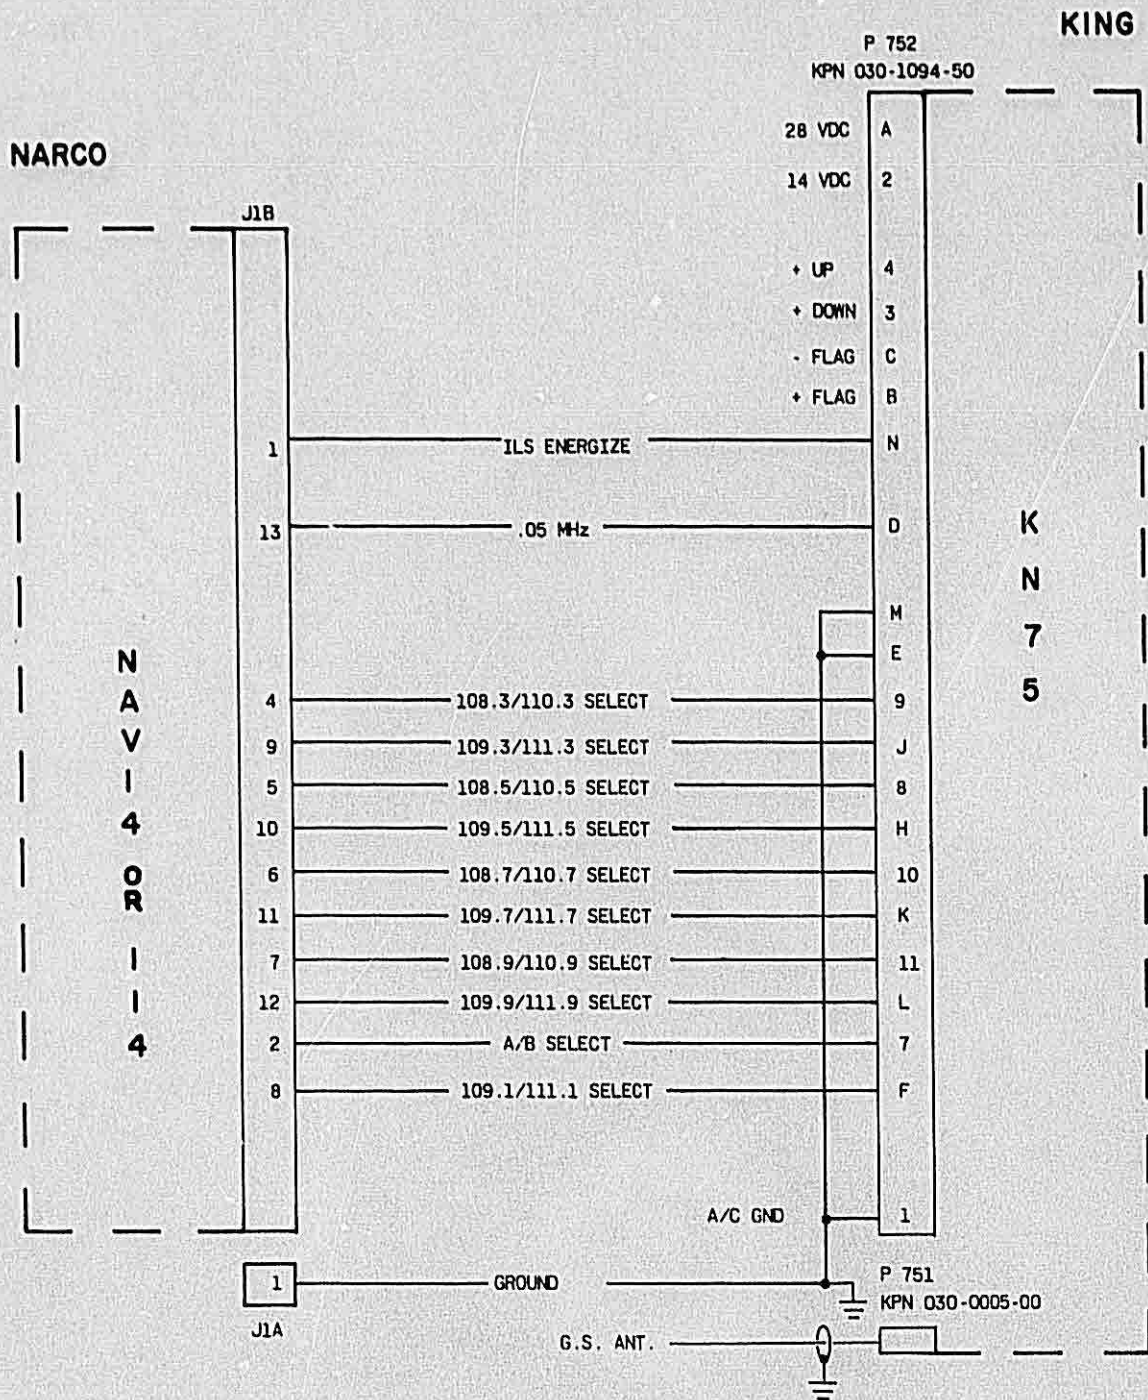 KING
P 752
KPN 030-1094-50
NARCO
J1B
28 VDC A
14 VDC 2
+ UP 4
+ DOWN 3
- FLAG C
+ FLAG B
1 ILS ENERGIZE N
13 .05 MHz D
M
E
4 108.3/110.3 SELECT 9
9 109.3/111.3 SELECT J
5 108.5/110.5 SELECT 8
10 109.5/111.5 SELECT H
6 108.7/110.7 SELECT 10
11 109.7/111.7 SELECT K
7 108.9/110.9 SELECT 11
12 109.9/111.9 SELECT L
2 A/B SELECT 7
8 109.1/111.1 SELECT F
A/C GND 1
NAV-14 OR 114
KN75
1 GROUND
J1A
P 751
KPN 030-0005-00
G.S. ANT.